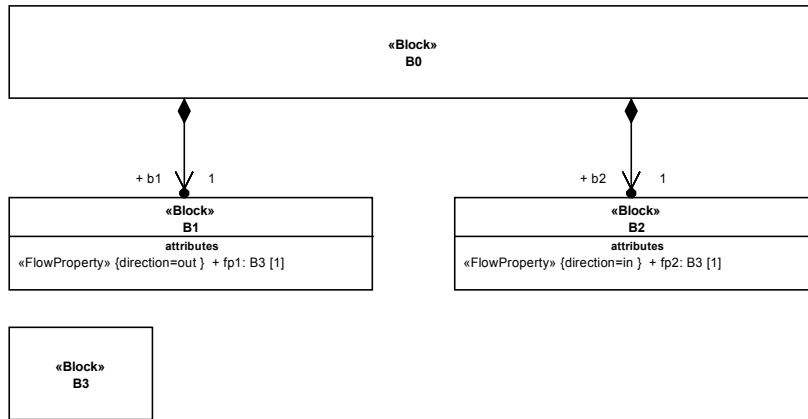 «Block»
B0
+ b1 1
+ b2 1
«Block»
B1
attributes
«FlowProperty» {direction=out } + fp1: B3 [1]
«Block»
B2
attributes
«FlowProperty» {direction=in } + fp2: B3 [1]
«Block»
B3